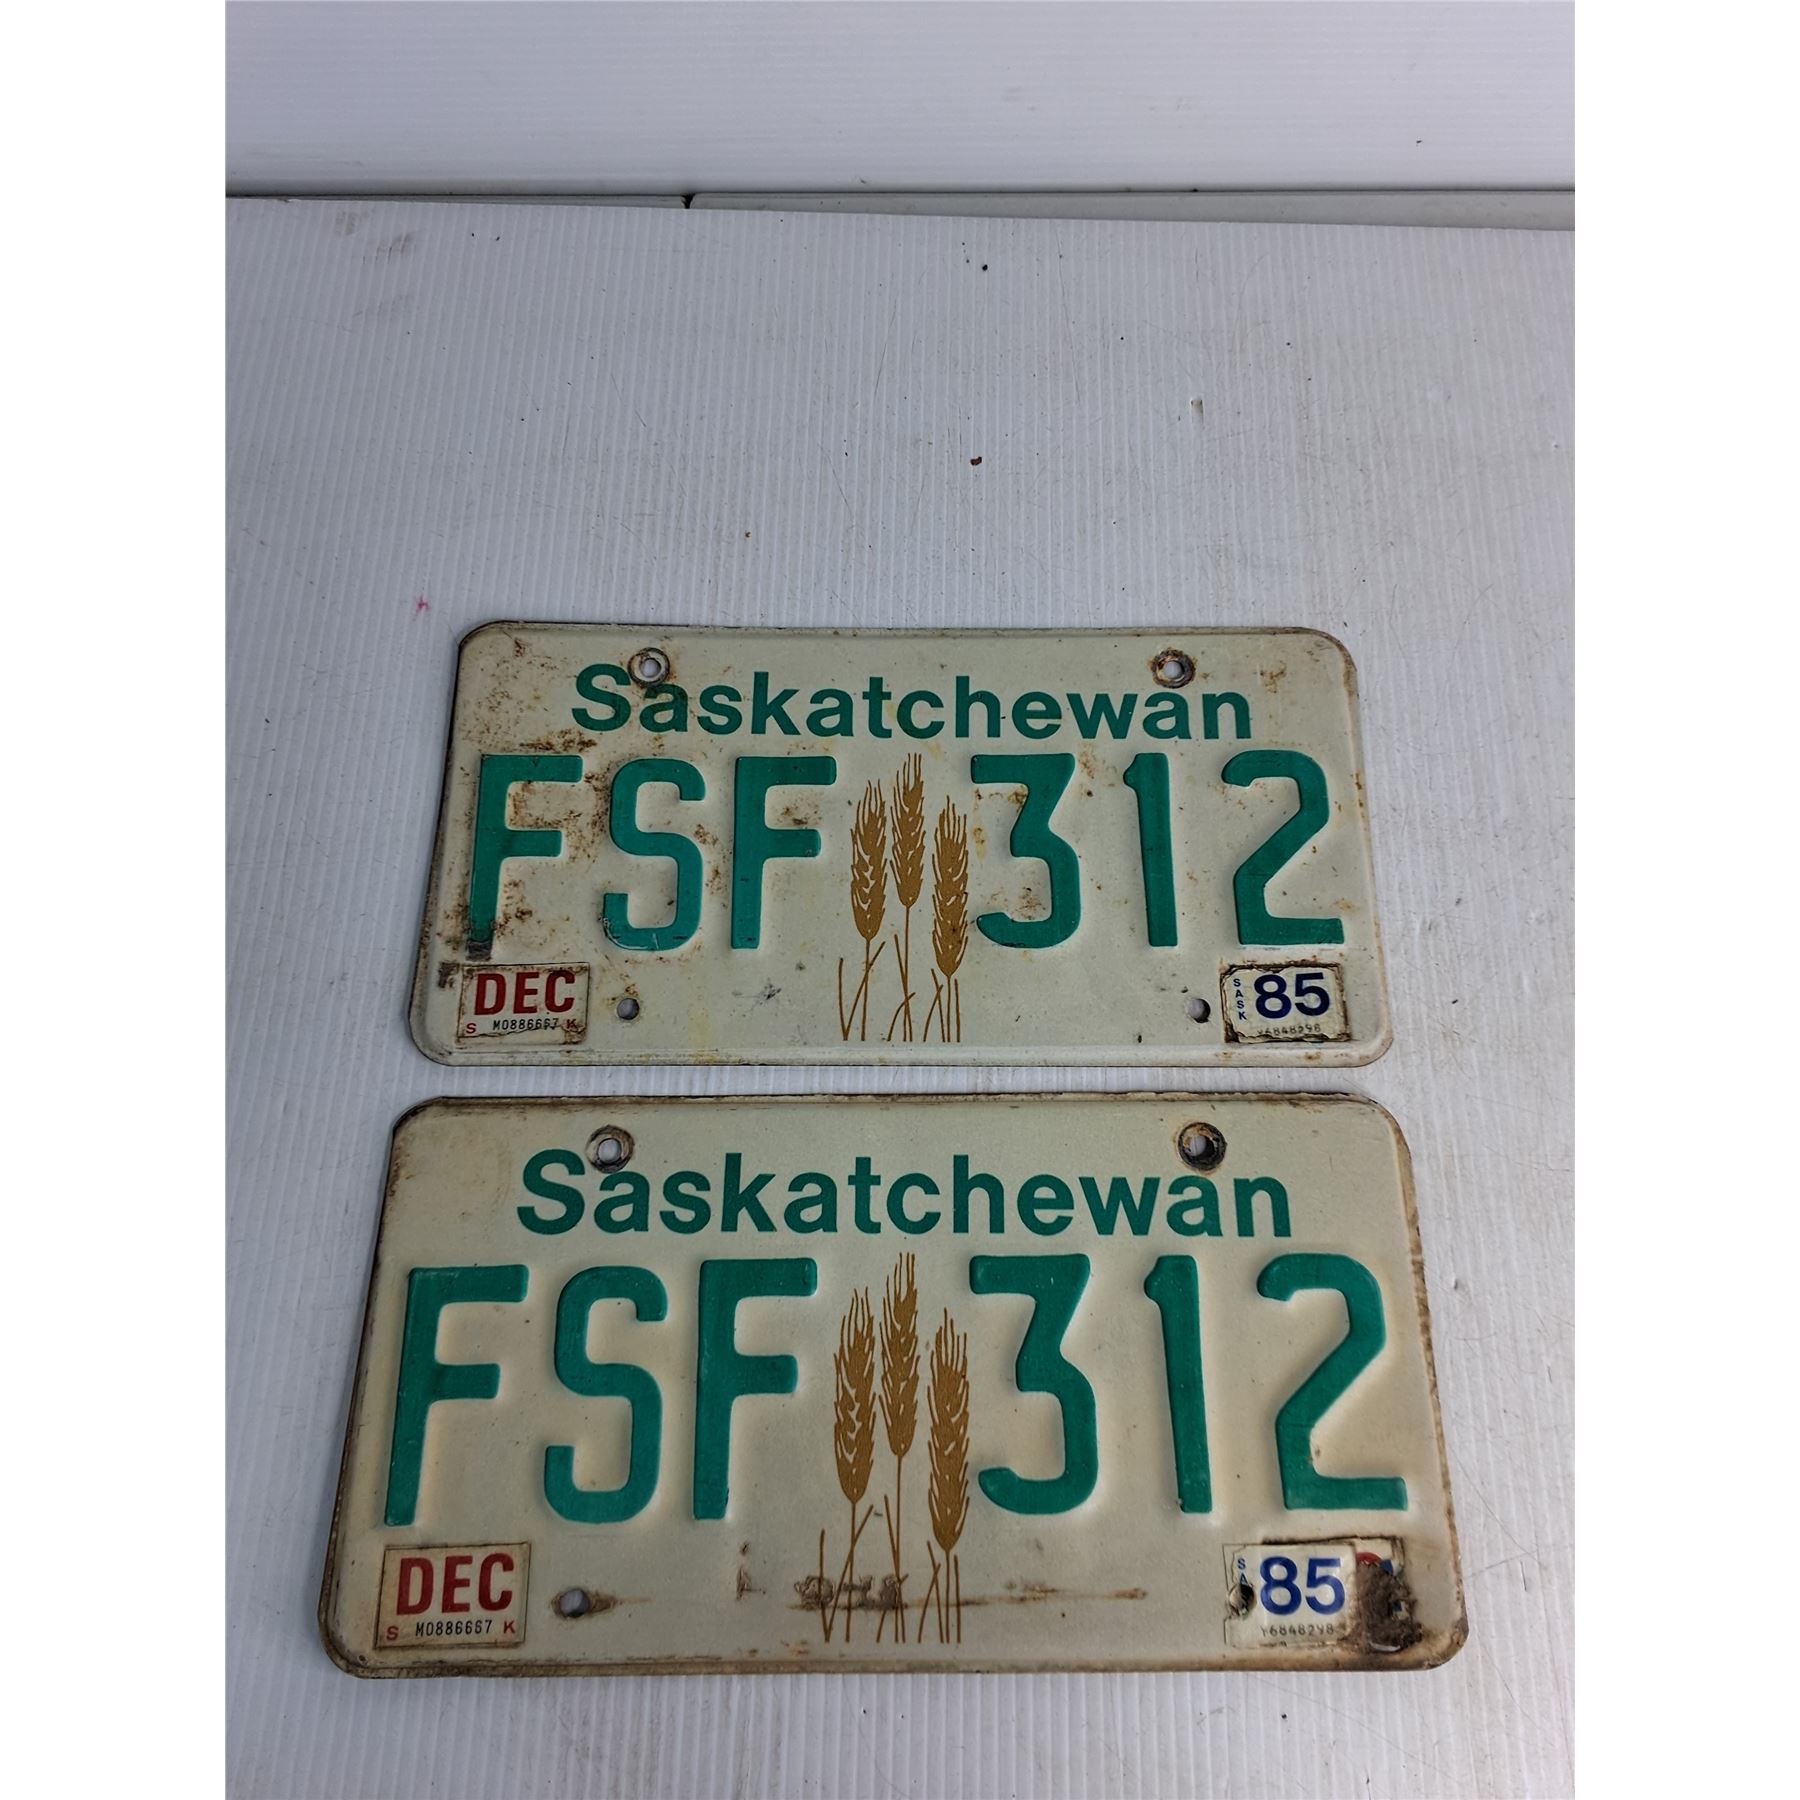 Saskatchewan
FSF 312
DEC
S M0886667 K
SASK
85
Y6848298
Saskatchewan
FSF 312
DEC
S M0886667 K
85
Y6848298